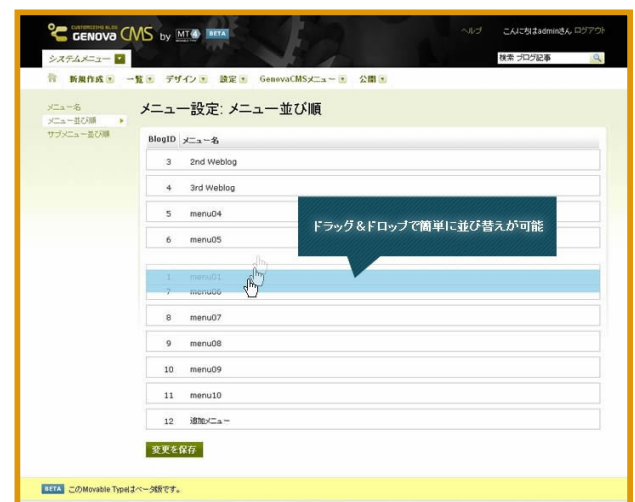 CUSTOMIZING BLOG
GENOVA CMS by MT4 BETA
ヘルプ こんにちはadminさん ログアウト
システムメニュー
検索 ブログ記事
新規作成 一覧 デザイン 設定 GenovaCMSメニュー 公開
メニュー名
メニュー並び順
サブメニュー並び順
メニュー設定: メニュー並び順
BlogID メニュー名
3 2nd Weblog
4 3rd Weblog
5 menu04
6 menu05
ドラッグ&ドロップで簡単に並び替えが可能
1 menu01
7 menu06
8 menu07
9 menu08
10 menu09
11 menu10
12 追加メニュー
変更を保存
BETA このMovable Typeはベータ版です。